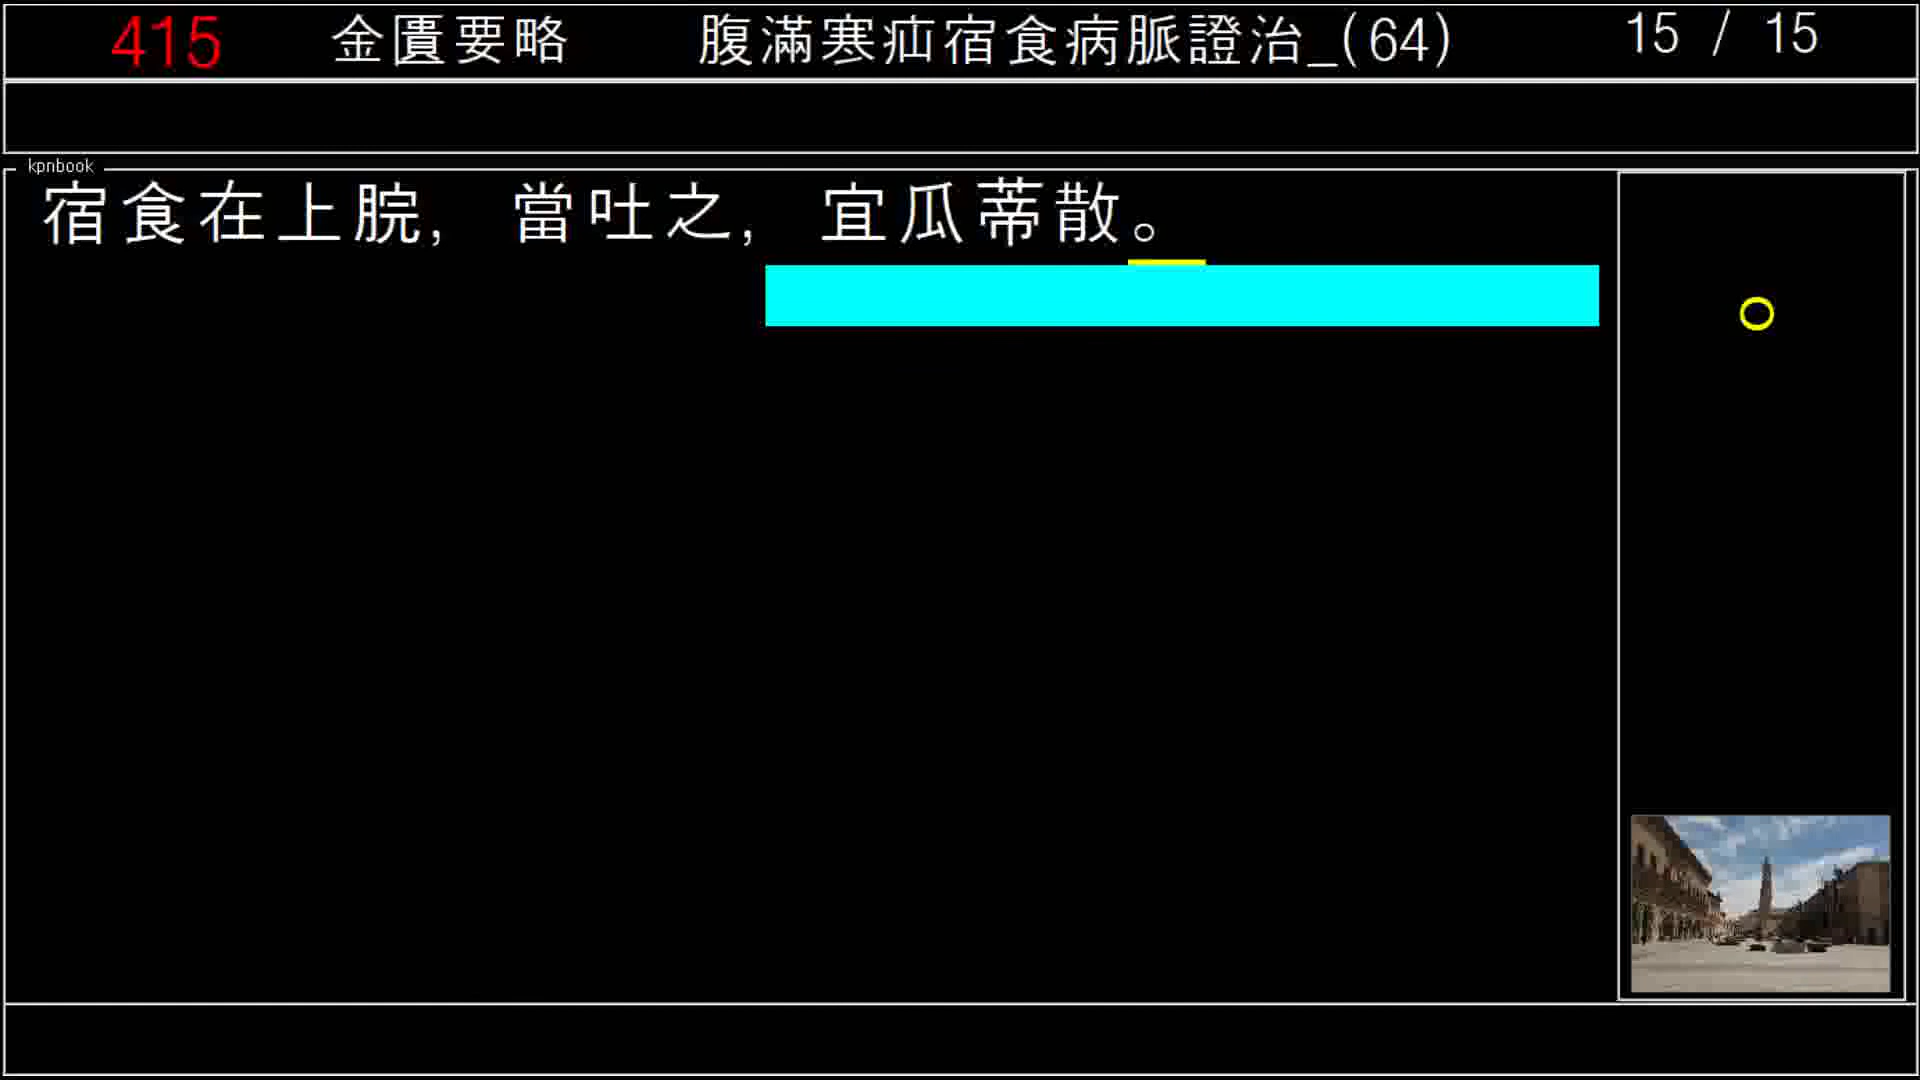 415 金匱要略 腹滿寒疝宿食病脈證治_(64) 15 / 15
kpnbook
宿食在上脘, 當吐之, 宜瓜蒂散。